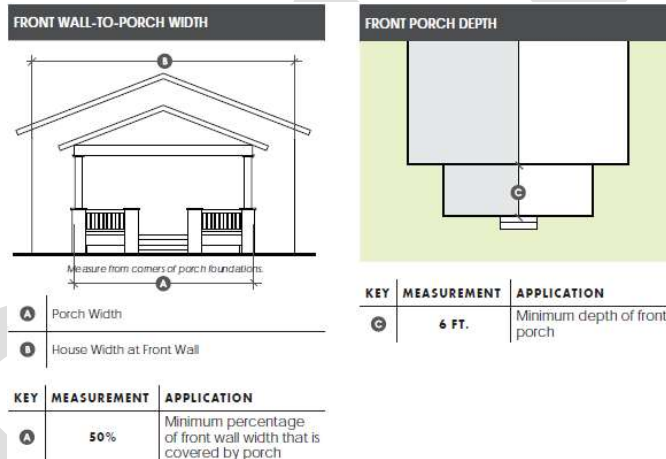 FRONT WALL-TO-PORCH WIDTH
B
Measure from corners of porch foundations.
A
A Porch Width
B House Width at Front Wall
KEY MEASUREMENT APPLICATION
A 50% Minimum percentage
of front wall width that is
covered by porch
FRONT PORCH DEPTH
C
KEY MEASUREMENT APPLICATION
C 6 FT. Minimum depth of front
porch